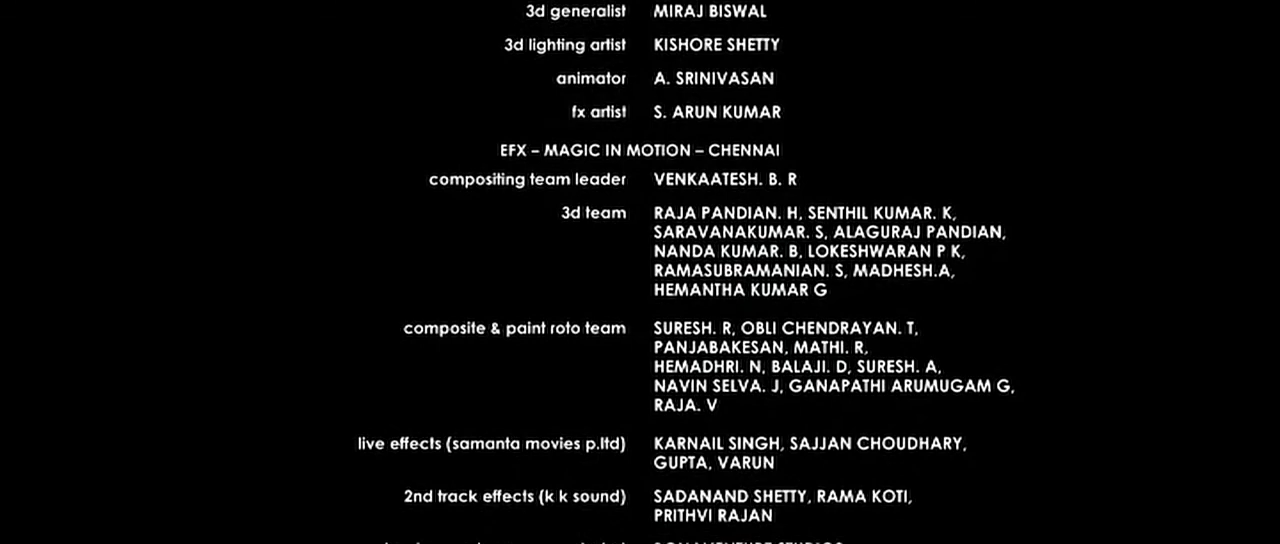 3d generalist MIRAJ BISWAL
3d lighting artist KISHORE SHETTY
animator A. SRINIVASAN
fx artist S. ARUN KUMAR
EFX – MAGIC IN MOTION – CHENNAI
compositing team leader VENKAATESH. B. R
3d team RAJA PANDIAN. H, SENTHIL KUMAR. K,
SARAVANAKUMAR. S, ALAGURAJ PANDIAN,
NANDA KUMAR. B, LOKESHWARAN P K,
RAMASUBRAMANIAN. S, MADHESH.A,
HEMANTHA KUMAR G
composite & paint roto team SURESH. R, OBLI CHENDRAYAN. T,
PANJABAKESAN, MATHI. R,
HEMADHRI. N, BALAJI. D, SURESH. A,
NAVIN SELVA. J, GANAPATHI ARUMUGAM G,
RAJA. V
live effects (samanta movies p.ltd) KARNAIL SINGH, SAJJAN CHOUDHARY,
GUPTA, VARUN
2nd track effects (k k sound) SADANAND SHETTY, RAMA KOTI,
PRITHVI RAJAN